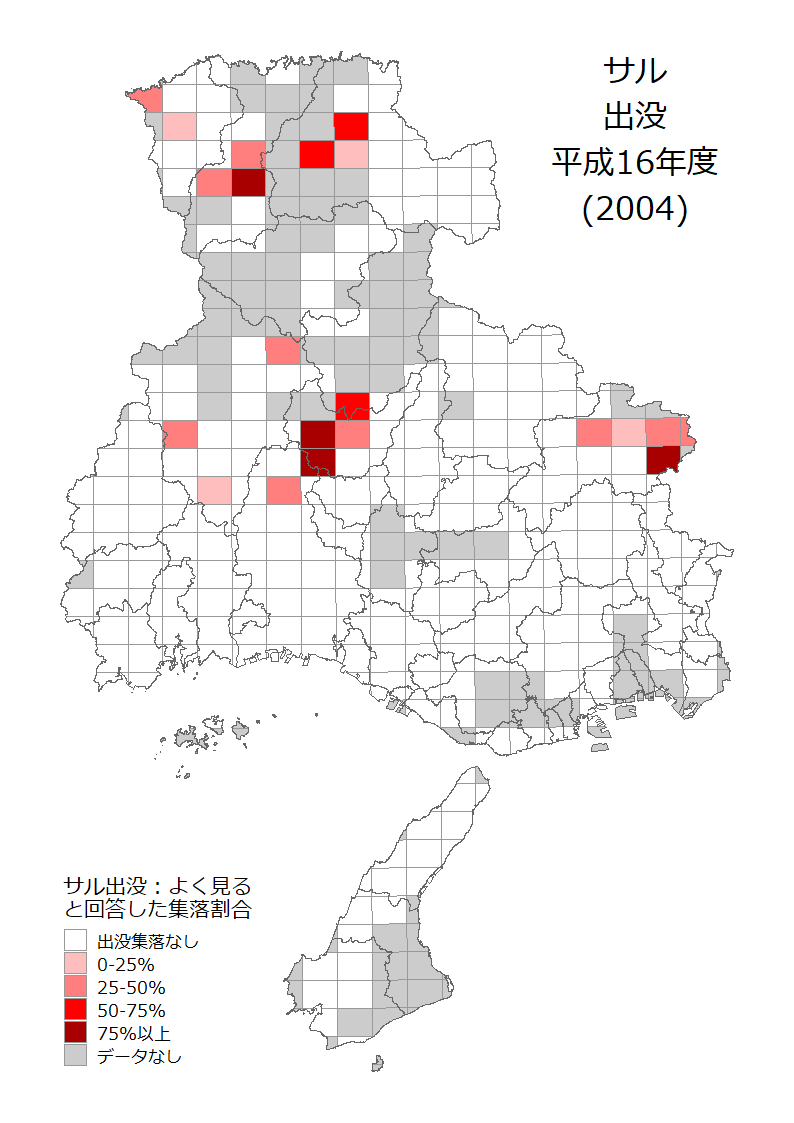 サル
出没
平成16年度
(2004)
サル出没：よく見る
と回答した集落割合
出没集落なし
0-25%
25-50%
50-75%
75%以上
データなし